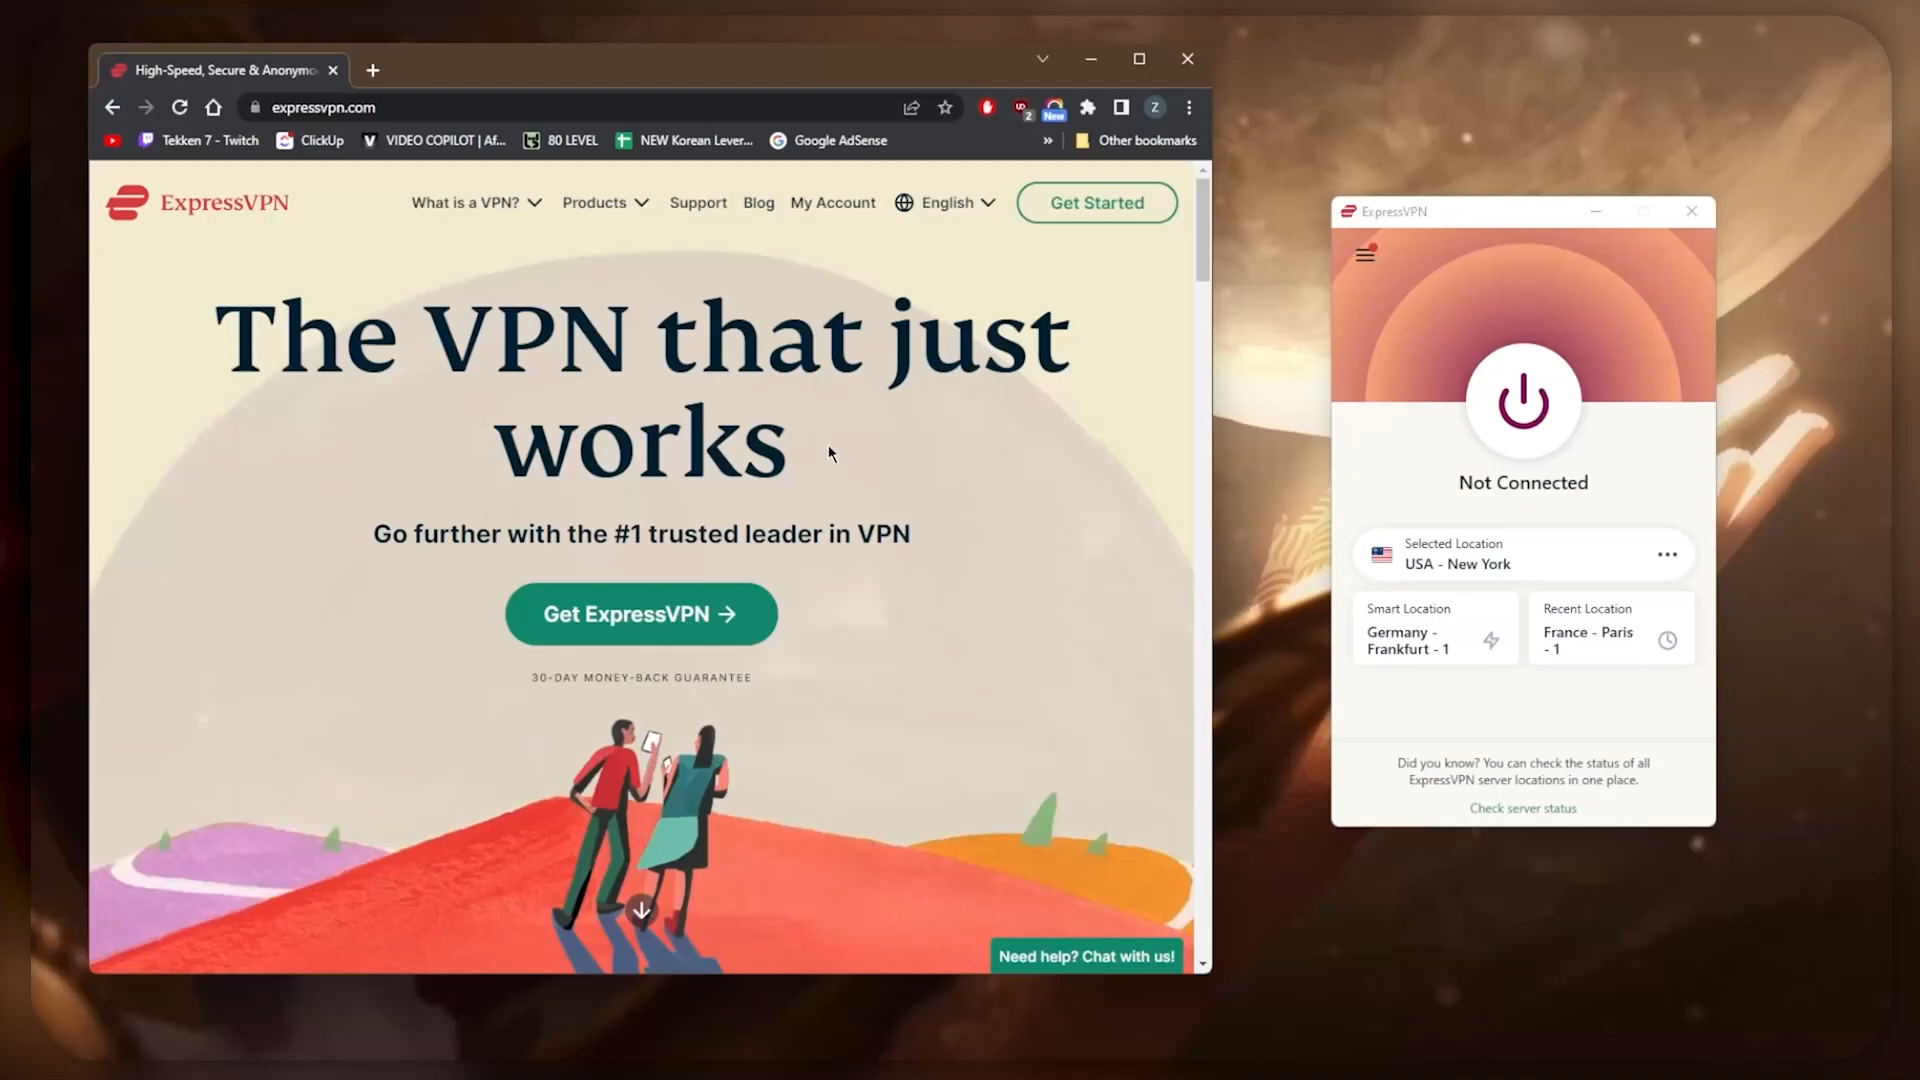 High-Speed, Secure & Anonymo
expressvpn.com
2
New
Z
Tekken 7 - Twitch
ClickUp
VIDEO COPILOT | Af...
80 LEVEL
NEW Korean Lever...
Google AdSense
»
Other bookmarks
ExpressVPN
What is a VPN?
Products
Support
Blog
My Account
English
Get Started
The VPN that just
works
Go further with the #1 trusted leader in VPN
Get ExpressVPN →
30-DAY MONEY-BACK GUARANTEE
Need help? Chat with us!
ExpressVPN
Not Connected
Selected Location
USA - New York
Smart Location
Germany -
Frankfurt - 1
Recent Location
France - Paris
- 1
Did you know? You can check the status of all
ExpressVPN server locations in one place.
Check server status